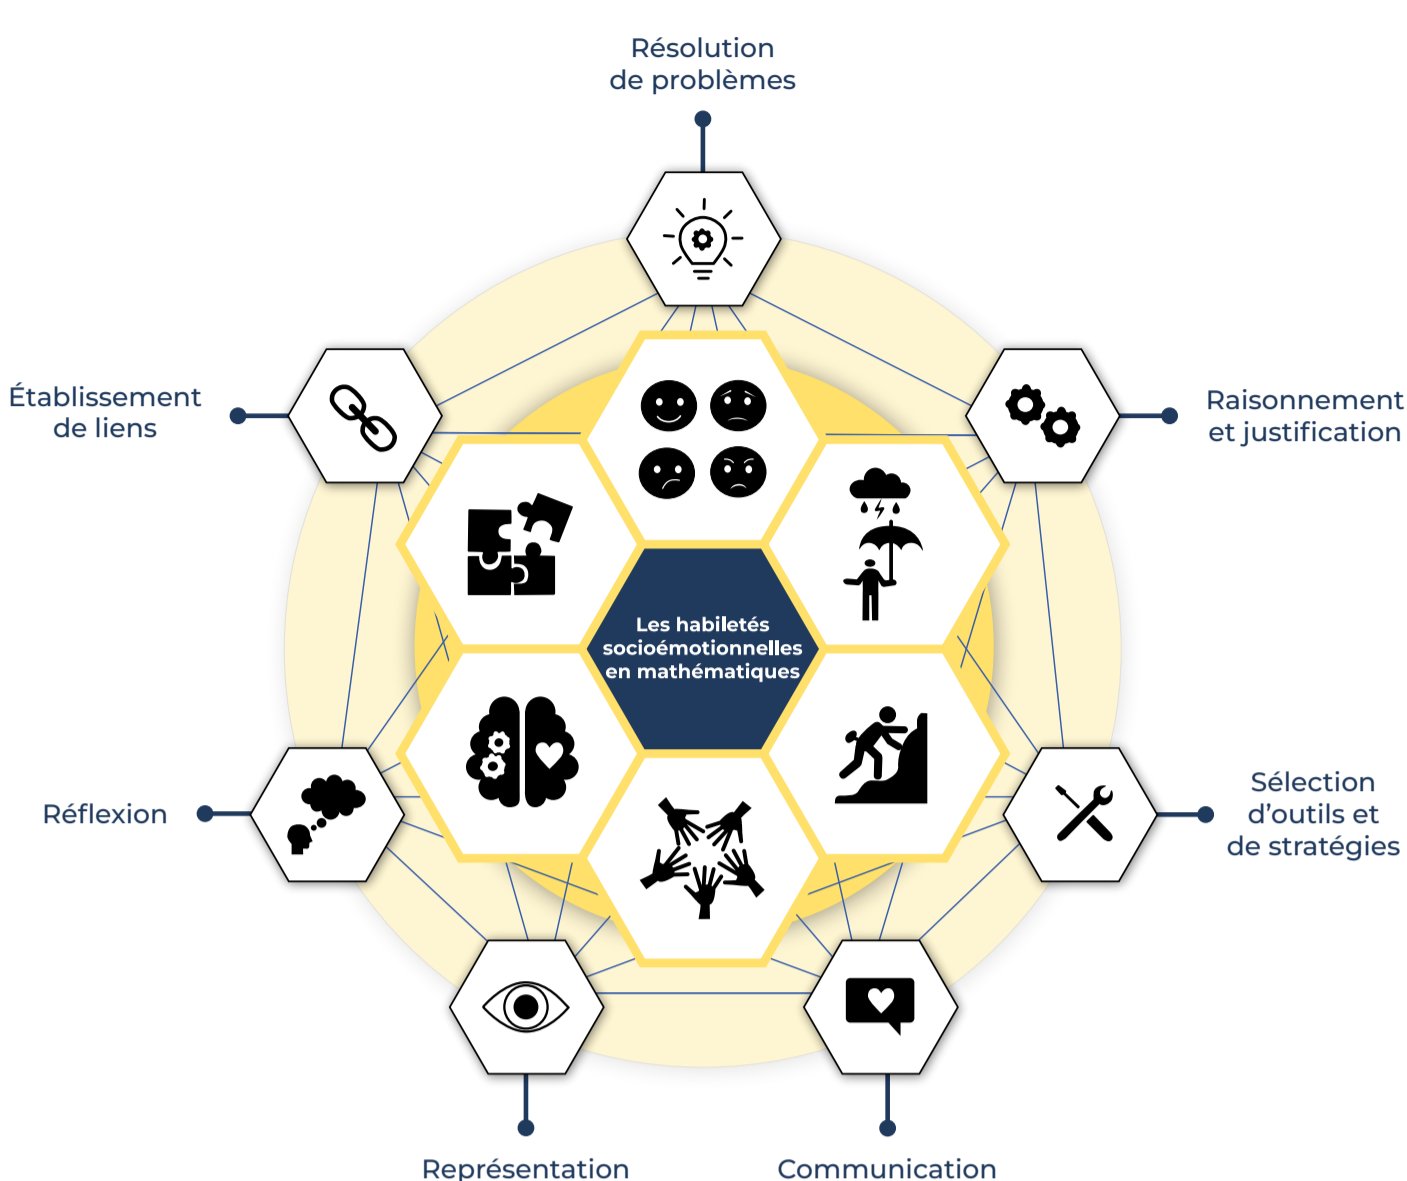 Résolution
de problèmes
Établissement
de liens
Raisonnement
et justification
Les habiletés
socioémotionnelles
en mathématiques
Réflexion
Sélection
d'outils et
de stratégies
Représentation
Communication